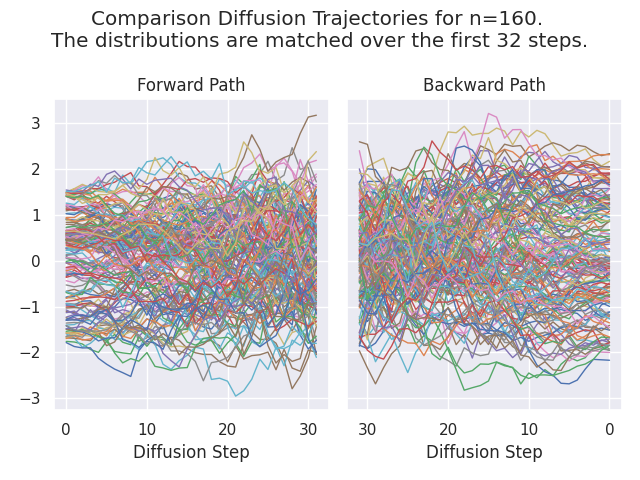 Comparison Diffusion Trajectories for n=160.
The distributions are matched over the first 32 steps.
Forward Path
Backward Path
3
2
1
0
−1
−2
−3
0 10 20 30
30 20 10 0
Diffusion Step
Diffusion Step